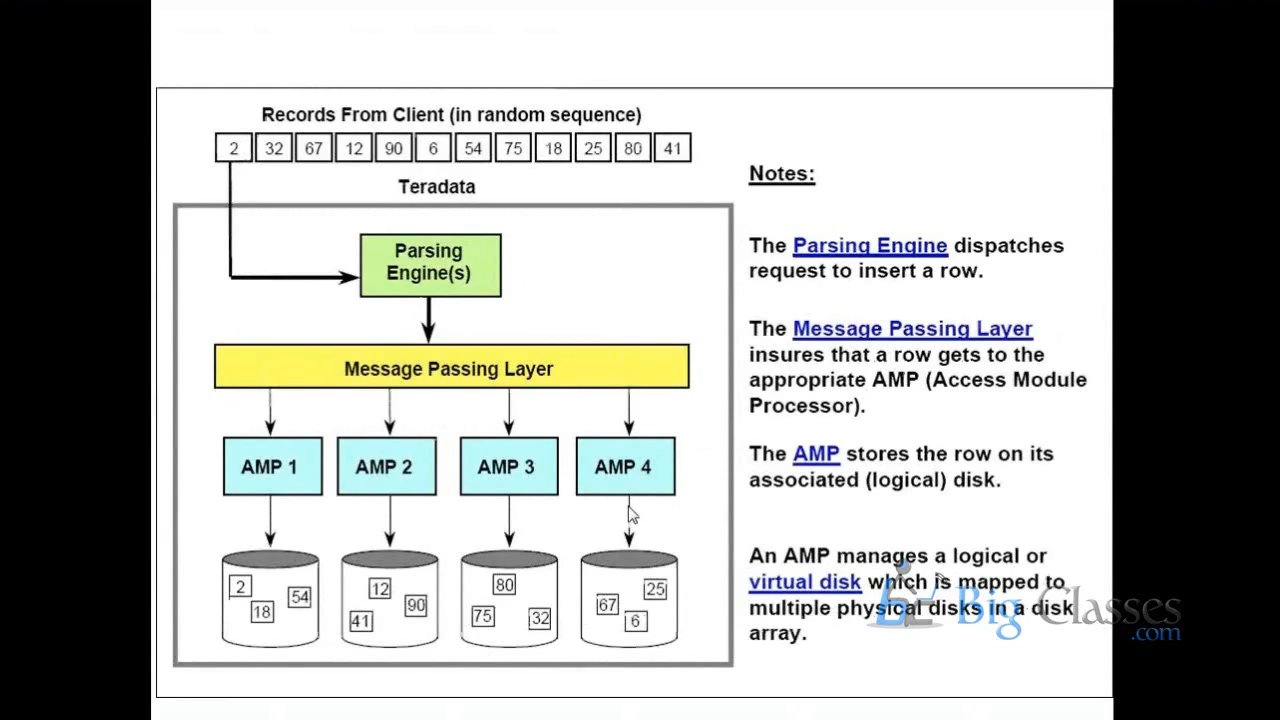 Records From Client (in random sequence)
2 32 67 12 90 6 54 75 18 25 80 41
Teradata
Parsing
Engine(s)
Message Passing Layer
AMP 1 AMP 2 AMP 3 AMP 4
2 18 54
12 41 90
80 75 32
67 6 25
Notes:
The Parsing Engine dispatches
request to insert a row.
The Message Passing Layer
insures that a row gets to the
appropriate AMP (Access Module
Processor).
The AMP stores the row on its
associated (logical) disk.
An AMP manages a logical or
virtual disk which is mapped to
multiple physical disks in a disk
array.
Big Classes
.com